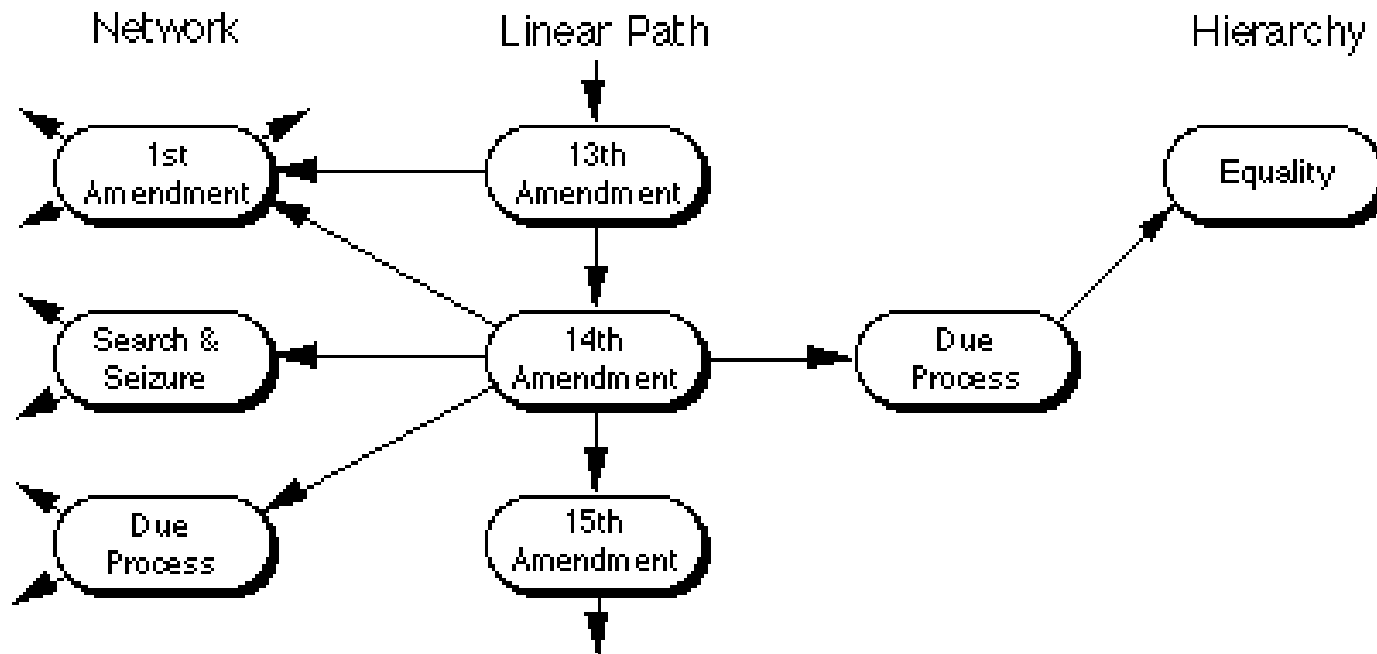 Network
Linear Path
Hierarchy
1st
Amendment
13th
Amendment
Equality
Search &
Seizure
14th
Amendment
Due
Process
Due
Process
15th
Amendment